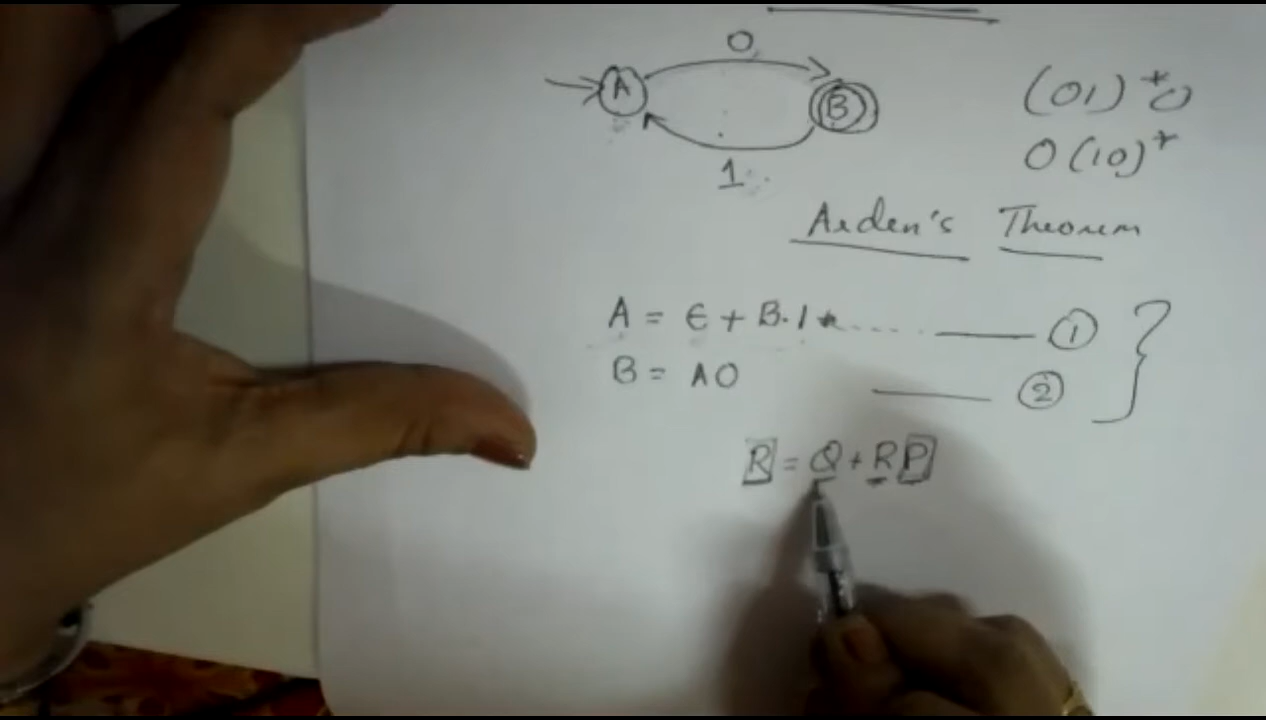 0
A B
1
(01)*0
0(10)*
Arden's Theorem
A = ϵ + B.1 ①
B = A0 ②
R = Q + RP